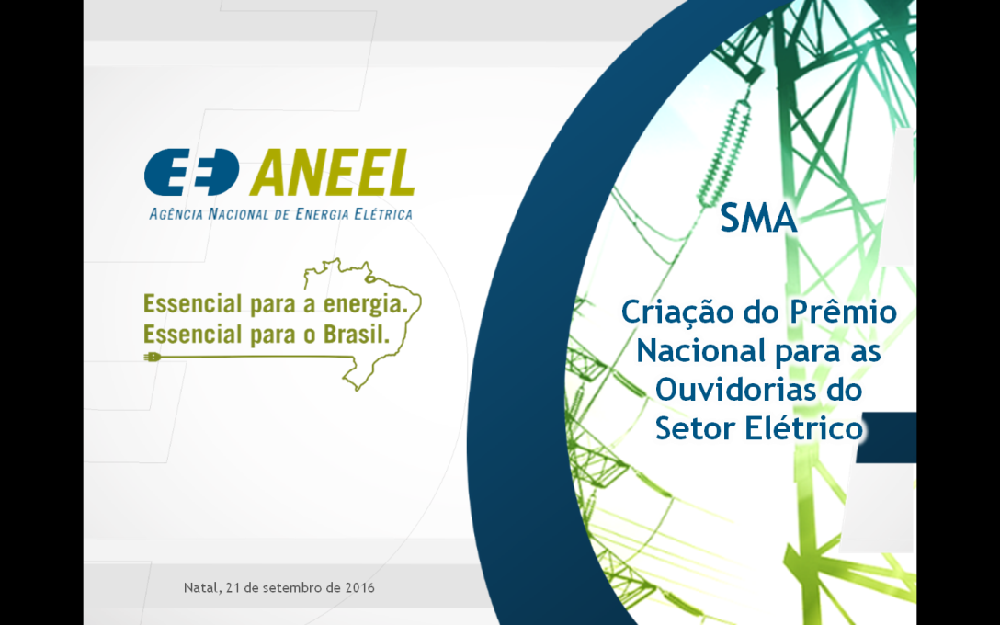 ANEEL
AGÊNCIA NACIONAL DE ENERGIA ELÉTRICA
Essencial para a energia.
Essencial para o Brasil.
SMA
Criação do Prêmio
Nacional para as
Ouvidorias do
Setor Elétrico
Natal, 21 de setembro de 2016